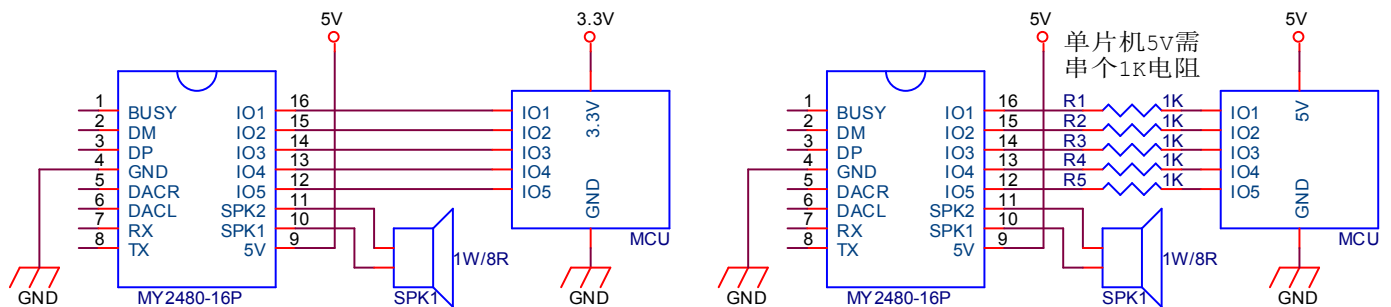 5V
3.3V
1 BUSY IO1 16 IO1 3.3V
2 DM IO2 15 IO2
3 DP IO3 14 IO3
4 GND IO4 13 IO4
5 DACR IO5 12 IO5 GND
6 DACL SPK2 11
7 RX SPK1 10 MCU
8 TX 5V 9 1W/8R
GND MY2480-16P SPK1 GND
5V
5V
单片机5V需
串个1K电阻
1 BUSY IO1 16 R1 1K IO1 5V
2 DM IO2 15 R2 1K IO2
3 DP IO3 14 R3 1K IO3
4 GND IO4 13 R4 1K IO4
5 DACR IO5 12 R5 1K IO5 GND
6 DACL SPK2 11
7 RX SPK1 10 MCU
8 TX 5V 9 1W/8R
GND MY2480-16P SPK1 GND